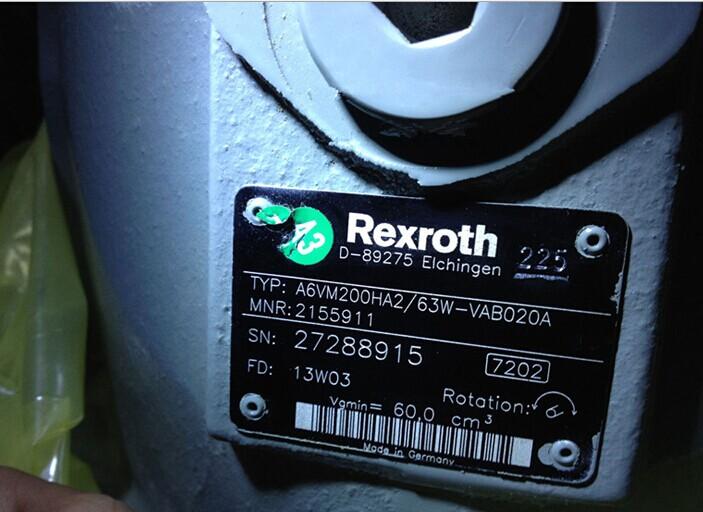 A3
Rexroth
D-89275 Elchingen 225
TYP: A6VM200HA2/63W-VAB020A
MNR: 2155911
SN: 27288915 7202
FD: 13W03
Rotation:
Vgmin= 60.0 cm³
Made in Germany